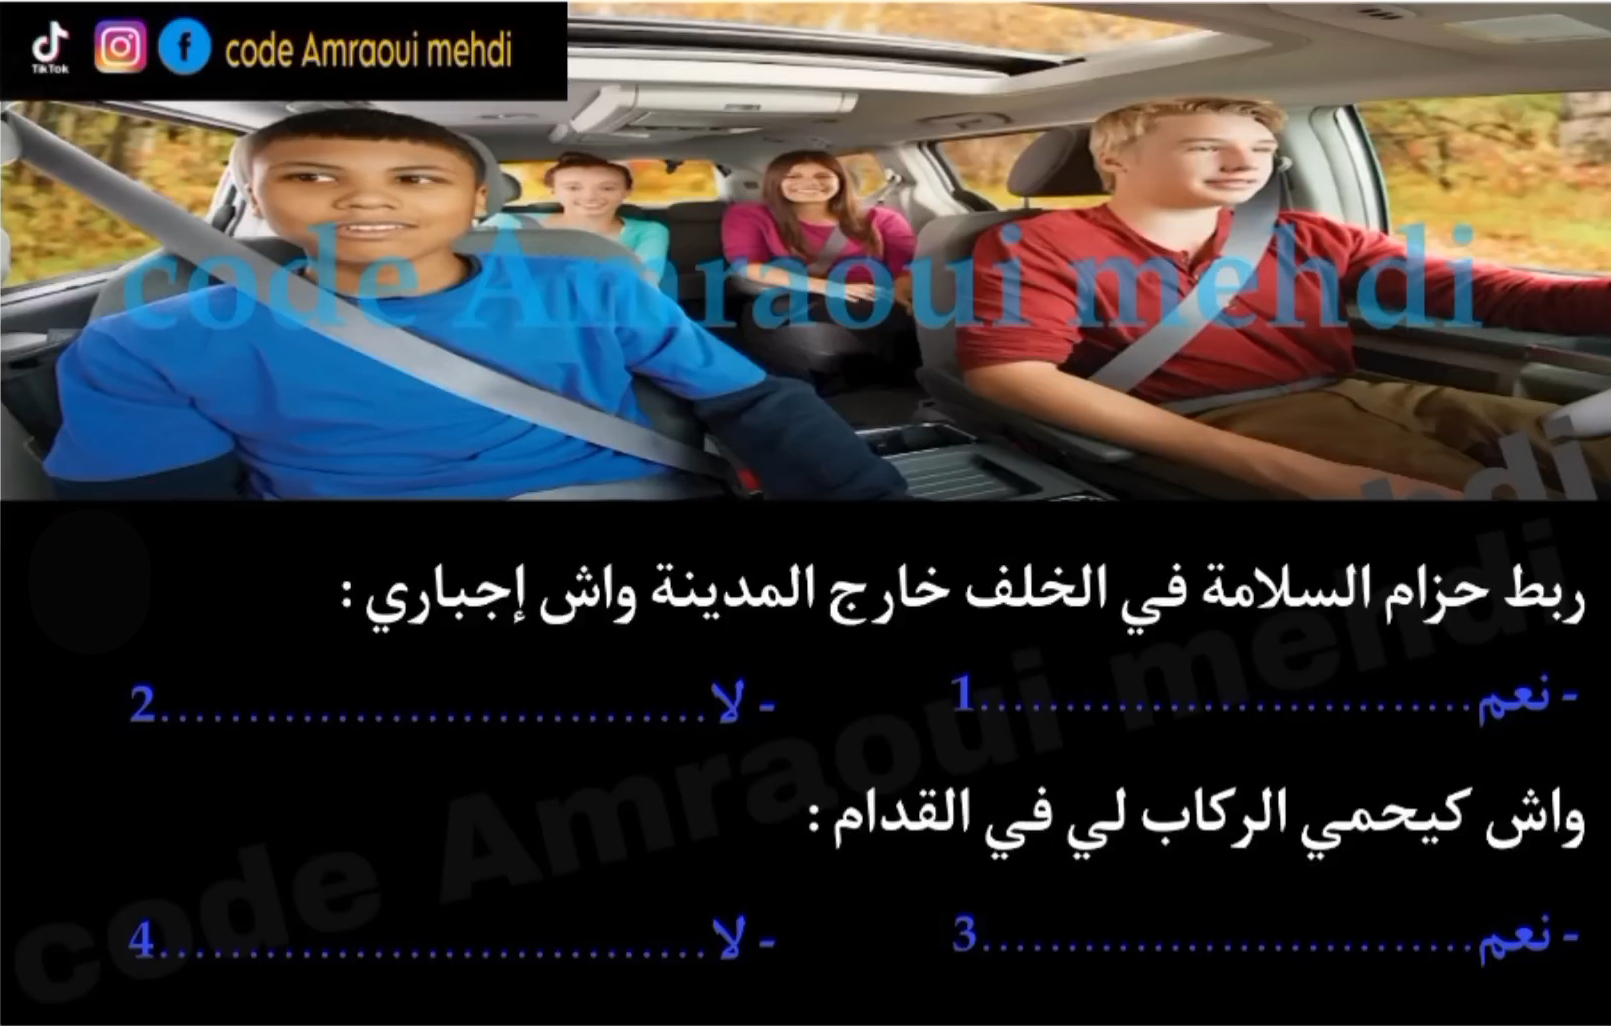 TikTok
code Amraoui mehdi
code Amraoui mehdi
ربط حزام السلامة في الخلف خارج المدينة واش إجباري :
- نعم..............................1
- لا..............................2
واش كيحمي الركاب لي في القدام :
- نعم..............................3
- لا..............................4
code Amraoui mehdi